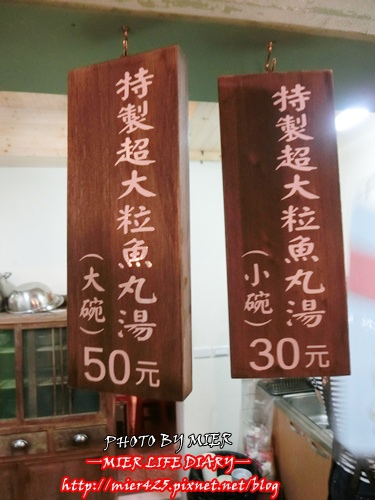 特製超大粒魚丸湯
(大碗)
50元
特製超大粒魚丸湯
(小碗)
30元
PHOTO BY MIER
MIER LIFE DIARY
http://mier425.pixnet.net/blog